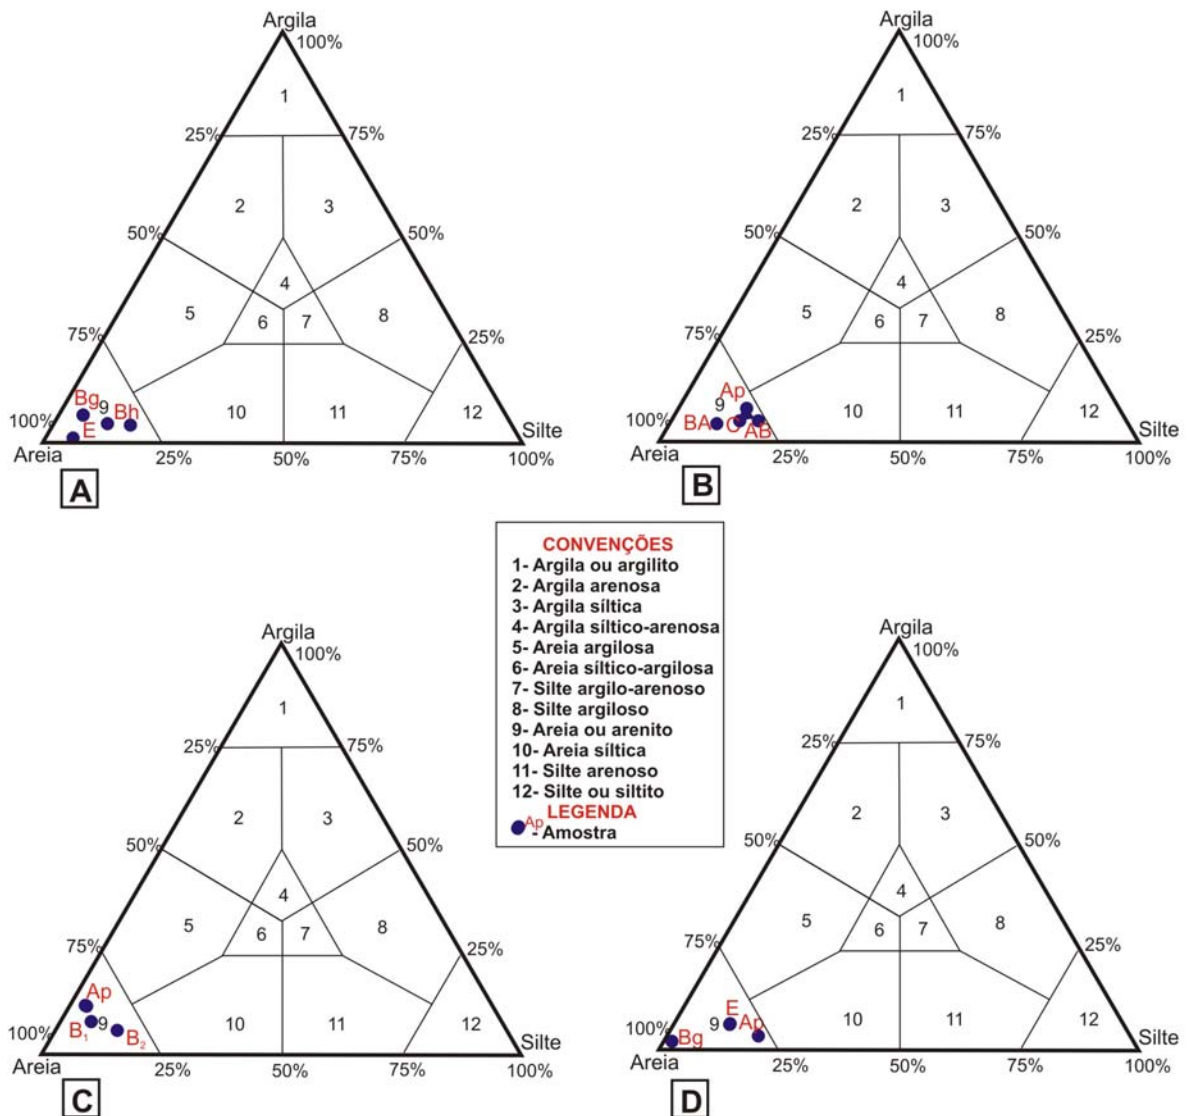 Argila
100%
1
25%
75%
2
3
50%
50%
4
5
6
7
8
75%
25%
Bg
9
Bh
E
10
11
12
100%
Silte
Areia
25%
50%
75%
100%
A
Argila
100%
1
25%
75%
2
3
50%
50%
4
5
6
7
8
75%
25%
Ap
9
BA
C
AB
10
11
12
100%
Silte
Areia
25%
50%
75%
100%
B
CONVENÇÕES
1- Argila ou argilito
2- Argila arenosa
3- Argila síltica
4- Argila síltico-arenosa
5- Areia argilosa
6- Areia síltico-argilosa
7- Silte argilo-arenoso
8- Silte argiloso
9- Areia ou arenito
10- Areia síltica
11- Silte arenoso
12- Silte ou siltito
LEGENDA
Ap - Amostra
Argila
100%
1
25%
75%
2
3
50%
50%
4
5
6
7
8
75%
25%
Ap
B₁
9
B₂
10
11
12
100%
Silte
Areia
25%
50%
75%
100%
C
Argila
100%
1
25%
75%
2
3
50%
50%
4
5
6
7
8
75%
25%
E
9
Ap
Bg
10
11
12
100%
Silte
Areia
25%
50%
75%
100%
D